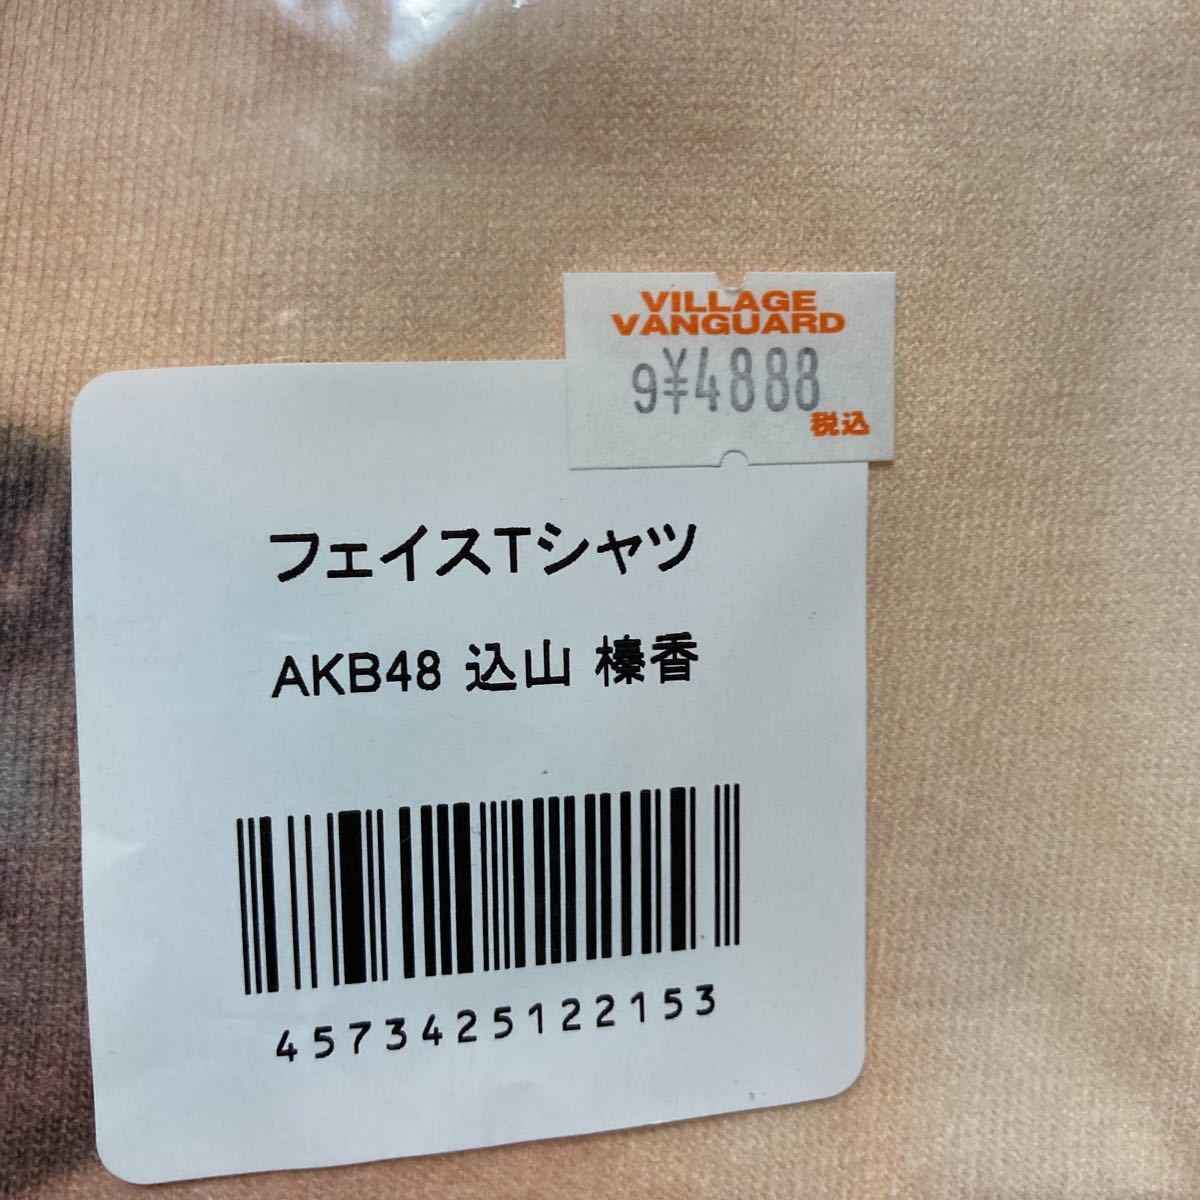 VILLAGE
VANGUARD
9¥4888
税込
フェイスTシャツ
AKB48 込山 榛香
4573425122153